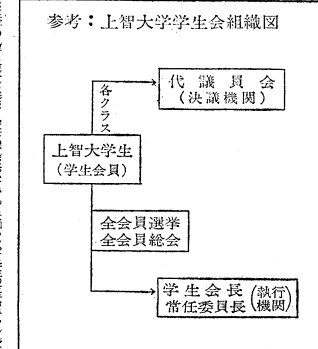 参考：上智大学学生会組織図
各クラス
代議員会
（決議機関）
上智大学生
（学生会員）
全会員選挙
全会員総会
学生会長（執行
常任委員長 機関）